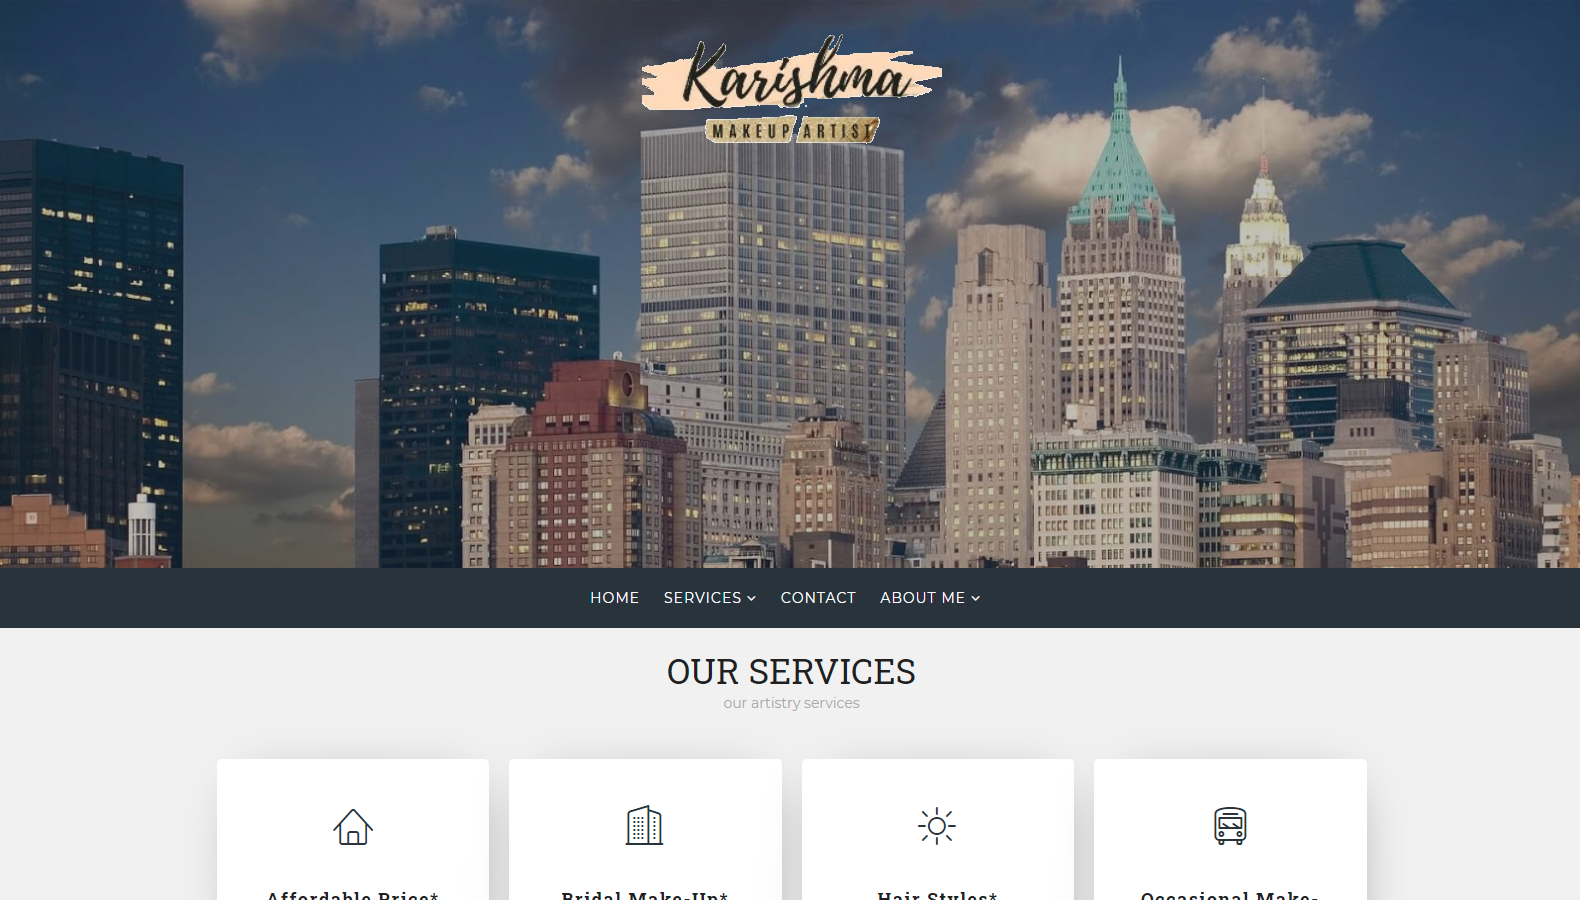 Karishma
MAKEUP ARTIST
HOME SERVICES CONTACT ABOUT ME
OUR SERVICES
our artistry services
Affordable Price* Bridal Make-Up* Hair Styles* Occasional Make-